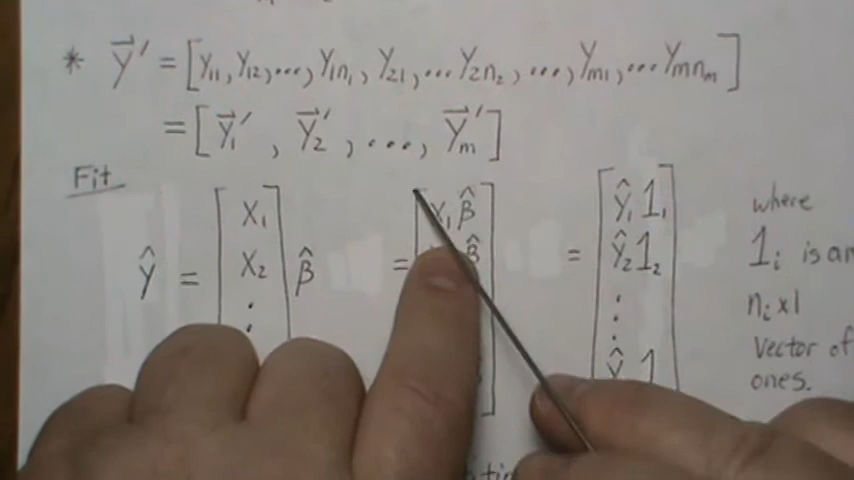 * Y⃗' = [Y₁₁, Y₁₂, ..., Y₁ₙ₁, Y₂₁, ... Y₂ₙ₂, ..., Yₘ₁, ... Yₘₙₘ]
= [Y⃗₁', Y⃗₂', ..., Y⃗ₘ']
Fit
Ŷ = [X₁ X₂ : β̂ = [X₁β̂ β̂ = [Ŷ₁1₁ Ŷ₂1₂ : Ŷ 1
where
1ᵢ is an
nᵢx1
vector of
ones.